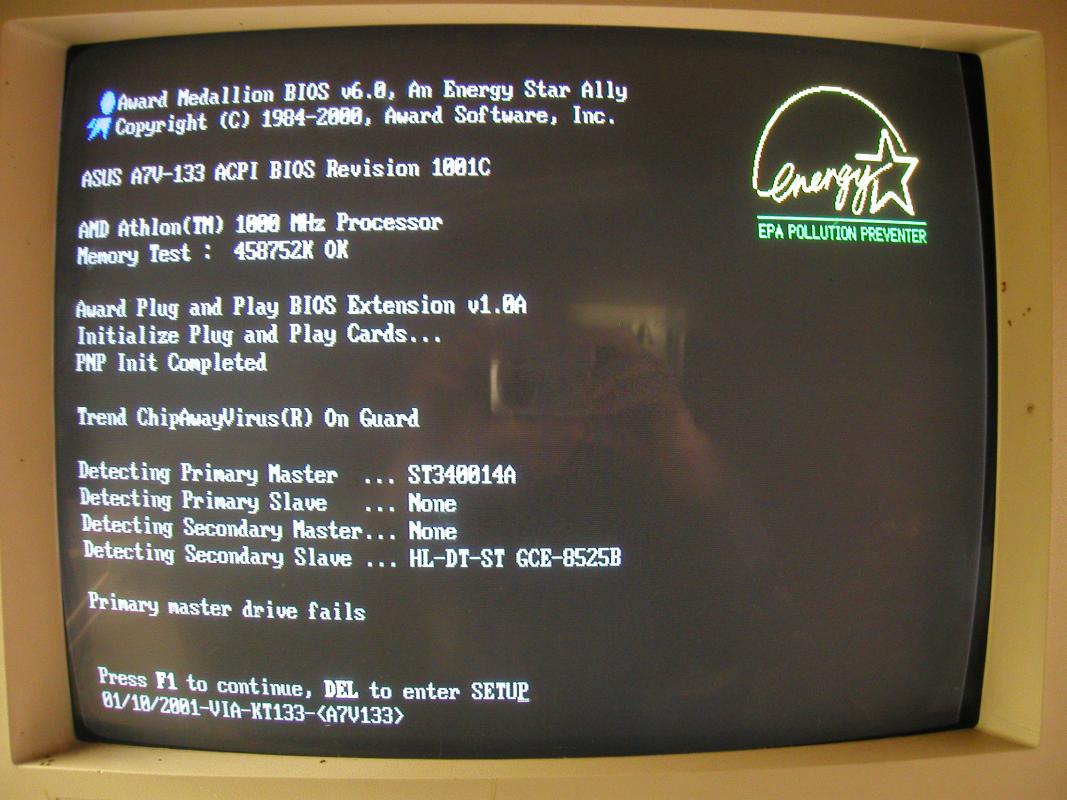 Award Medallion BIOS v6.0, An Energy Star Ally
Copyright (C) 1984-2000, Award Software, Inc.
energy
EPA POLLUTION PREVENTER
ASUS A7V-133 ACPI BIOS Revision 1001C
AMD Athlon(TM) 1000 MHz Processor
Memory Test : 458752K OK
Award Plug and Play BIOS Extension v1.0A
Initialize Plug and Play Cards...
PNP Init Completed
Trend ChipAwayVirus(R) On Guard
Detecting Primary Master ... ST340014A
Detecting Primary Slave ... None
Detecting Secondary Master... None
Detecting Secondary Slave ... HL-DT-ST GCE-8525B
Primary master drive fails
Press F1 to continue, DEL to enter SETUP
01/10/2001-VIA-KT133-<A7V133>